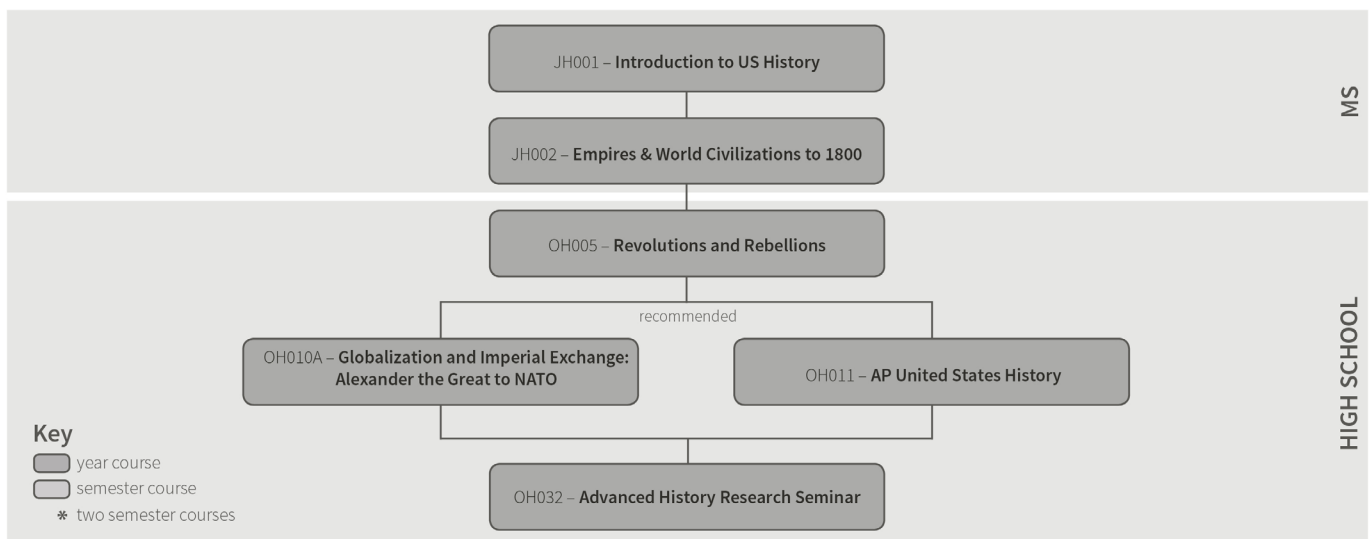 JH001 – Introduction to US History
MS
JH002 – Empires & World Civilizations to 1800
OH005 – Revolutions and Rebellions
recommended
OH010A – Globalization and Imperial Exchange:
Alexander the Great to NATO
OH011 – AP United States History
HIGH SCHOOL
OH032 – Advanced History Research Seminar
Key
year course
semester course
* two semester courses